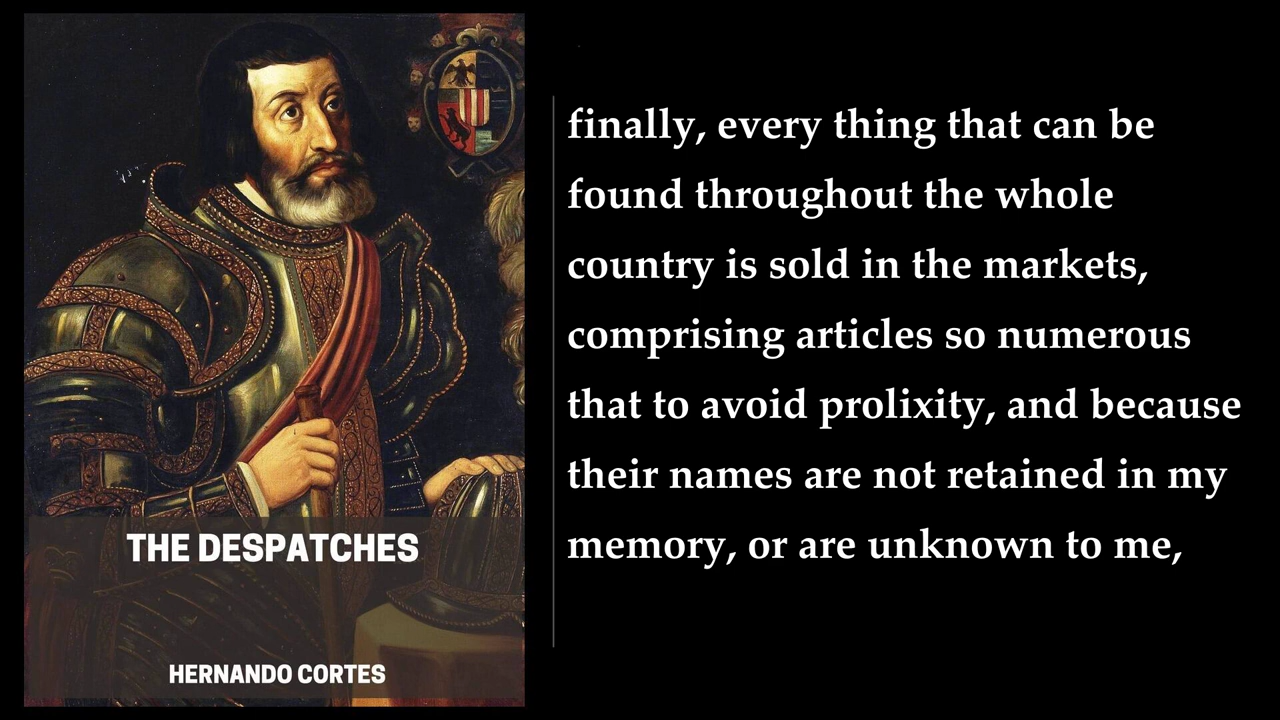 THE DESPATCHES
HERNANDO CORTES
finally, every thing that can be
found throughout the whole
country is sold in the markets,
comprising articles so numerous
that to avoid prolixity, and because
their names are not retained in my
memory, or are unknown to me,